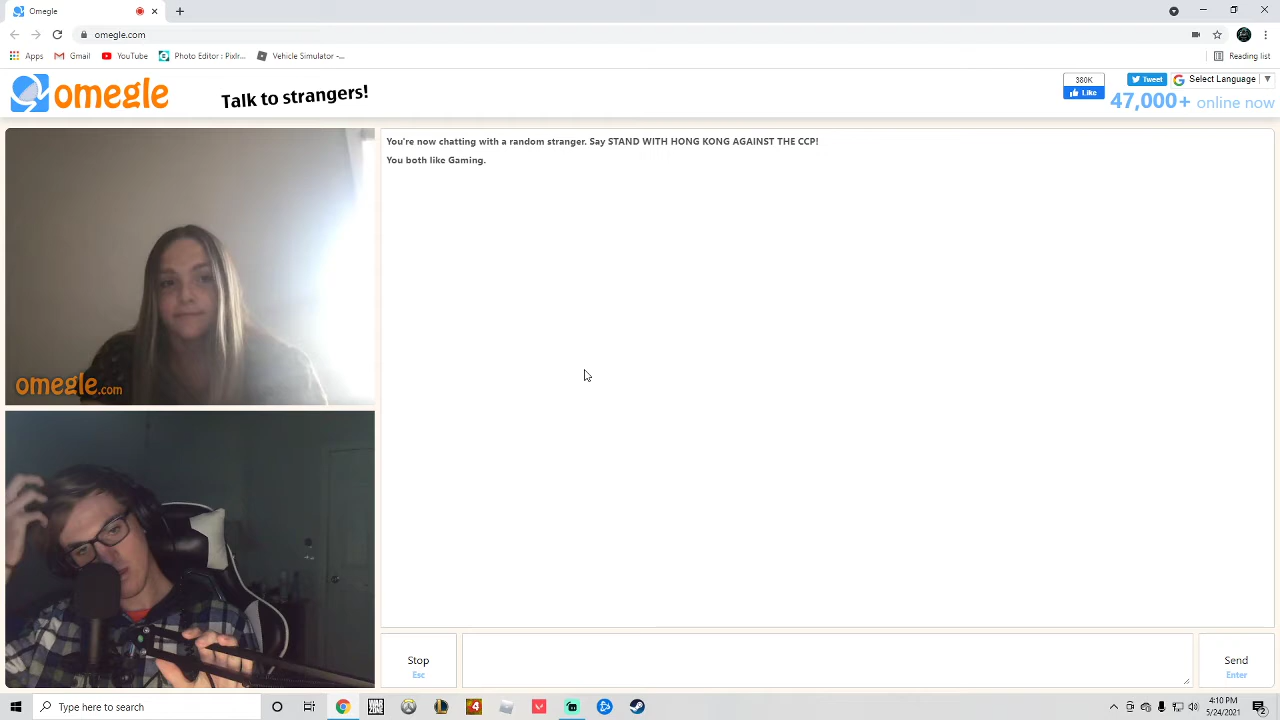 Omegle
omegle.com
Apps
Gmail
YouTube
Photo Editor : Pixlr...
Vehicle Simulator -...
Reading list
omegle
Talk to strangers!
380K
Like
Tweet
Select Language
47,000+ online now
You're now chatting with a random stranger. Say STAND WITH HONG KONG AGAINST THE CCP!
You both like Gaming.
omegle.com
Stop
Esc
Send
Enter
Type here to search
4:10 PM
5/24/2021